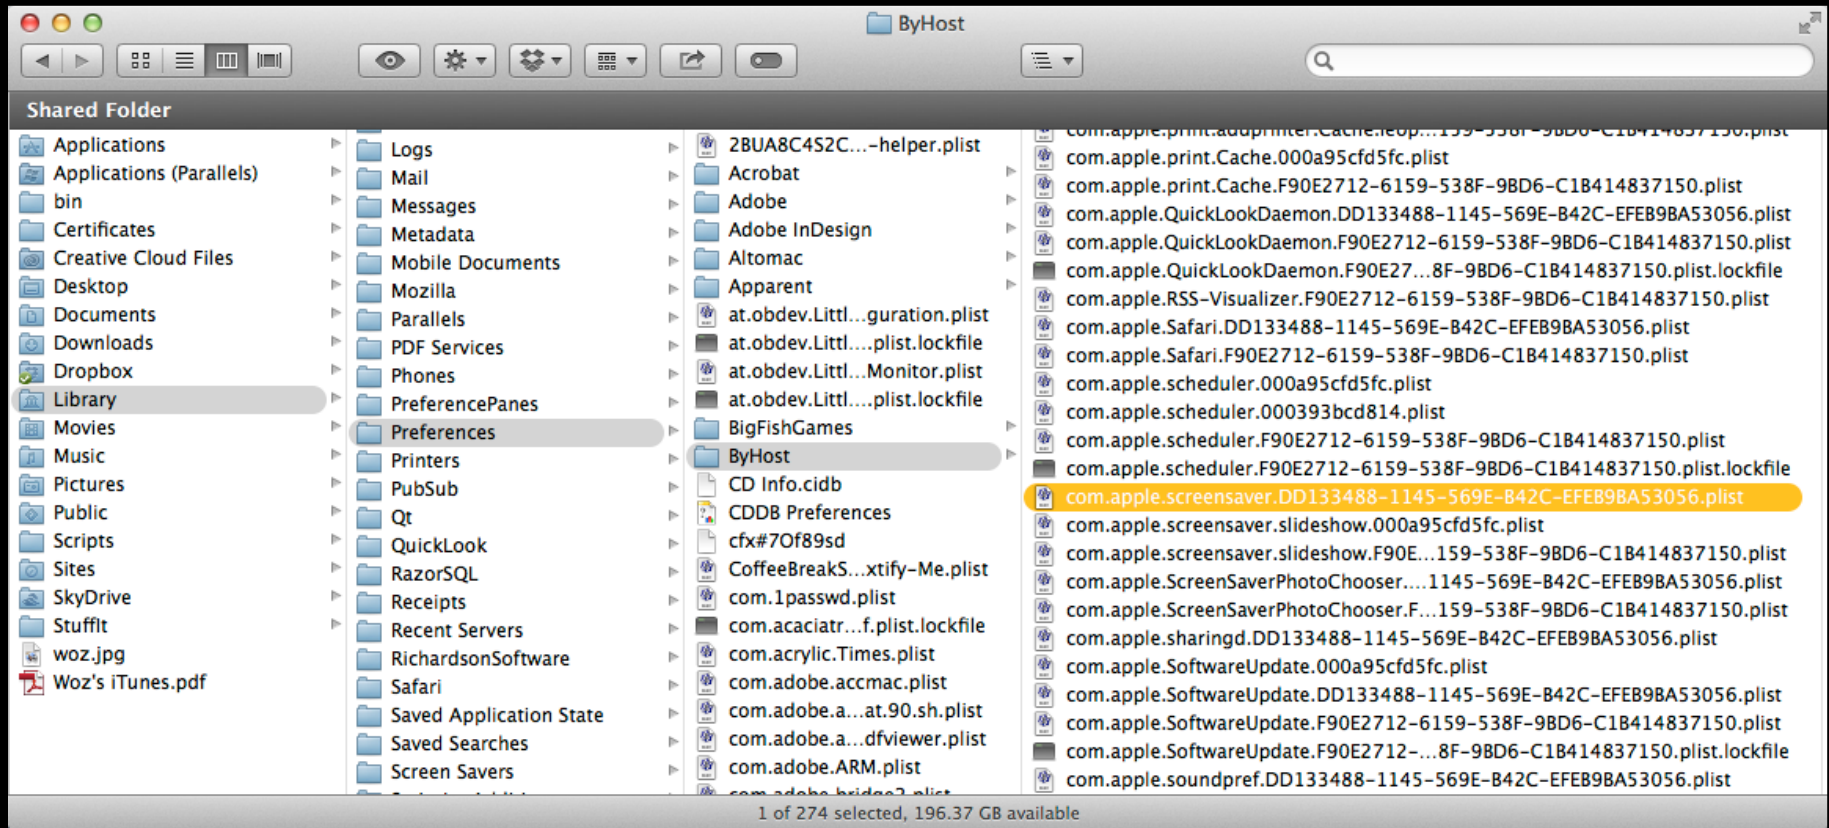 ByHost
Shared Folder
Applications
Applications (Parallels)
bin
Certificates
Creative Cloud Files
Desktop
Documents
Downloads
Dropbox
Library
Movies
Music
Pictures
Public
Scripts
Sites
SkyDrive
StuffIt
woz.jpg
Woz's iTunes.pdf
Logs
Mail
Messages
Metadata
Mobile Documents
Mozilla
Parallels
PDF Services
Phones
PreferencePanes
Preferences
Printers
PubSub
Qt
QuickLook
RazorSQL
Receipts
Recent Servers
RichardsonSoftware
Safari
Saved Application State
Saved Searches
Screen Savers
2BUA8C4S2C...-helper.plist
Acrobat
Adobe
Adobe InDesign
Altomac
Apparent
at.obdev.Littl...guration.plist
at.obdev.Littl....plist.lockfile
at.obdev.Littl...Monitor.plist
at.obdev.Littl....plist.lockfile
BigFishGames
ByHost
CD Info.cidb
CDDB Preferences
cfx#7Of89sd
CoffeeBreakS...xtify-Me.plist
com.1passwd.plist
com.acaciatr...f.plist.lockfile
com.acrylic.Times.plist
com.adobe.accmac.plist
com.adobe.a...at.90.sh.plist
com.adobe.a...dfviewer.plist
com.adobe.ARM.plist
com.adobe.bridge2.plist
com.apple.print.addprinter.Cache.leop...159-538F-9BD6-C1B414837150.plist
com.apple.print.Cache.000a95cfd5fc.plist
com.apple.print.Cache.F90E2712-6159-538F-9BD6-C1B414837150.plist
com.apple.QuickLookDaemon.DD133488-1145-569E-B42C-EFEB9BA53056.plist
com.apple.QuickLookDaemon.F90E2712-6159-538F-9BD6-C1B414837150.plist
com.apple.QuickLookDaemon.F90E27...8F-9BD6-C1B414837150.plist.lockfile
com.apple.RSS-Visualizer.F90E2712-6159-538F-9BD6-C1B414837150.plist
com.apple.Safari.DD133488-1145-569E-B42C-EFEB9BA53056.plist
com.apple.Safari.F90E2712-6159-538F-9BD6-C1B414837150.plist
com.apple.scheduler.000a95cfd5fc.plist
com.apple.scheduler.000393bcd814.plist
com.apple.scheduler.F90E2712-6159-538F-9BD6-C1B414837150.plist
com.apple.scheduler.F90E2712-6159-538F-9BD6-C1B414837150.plist.lockfile
com.apple.screensaver.DD133488-1145-569E-B42C-EFEB9BA53056.plist
com.apple.screensaver.slideshow.000a95cfd5fc.plist
com.apple.screensaver.slideshow.F90E...159-538F-9BD6-C1B414837150.plist
com.apple.ScreenSaverPhotoChooser....1145-569E-B42C-EFEB9BA53056.plist
com.apple.ScreenSaverPhotoChooser.F...159-538F-9BD6-C1B414837150.plist
com.apple.sharingd.DD133488-1145-569E-B42C-EFEB9BA53056.plist
com.apple.SoftwareUpdate.000a95cfd5fc.plist
com.apple.SoftwareUpdate.DD133488-1145-569E-B42C-EFEB9BA53056.plist
com.apple.SoftwareUpdate.F90E2712-6159-538F-9BD6-C1B414837150.plist
com.apple.SoftwareUpdate.F90E2712-...8F-9BD6-C1B414837150.plist.lockfile
com.apple.soundpref.DD133488-1145-569E-B42C-EFEB9BA53056.plist
1 of 274 selected, 196.37 GB available